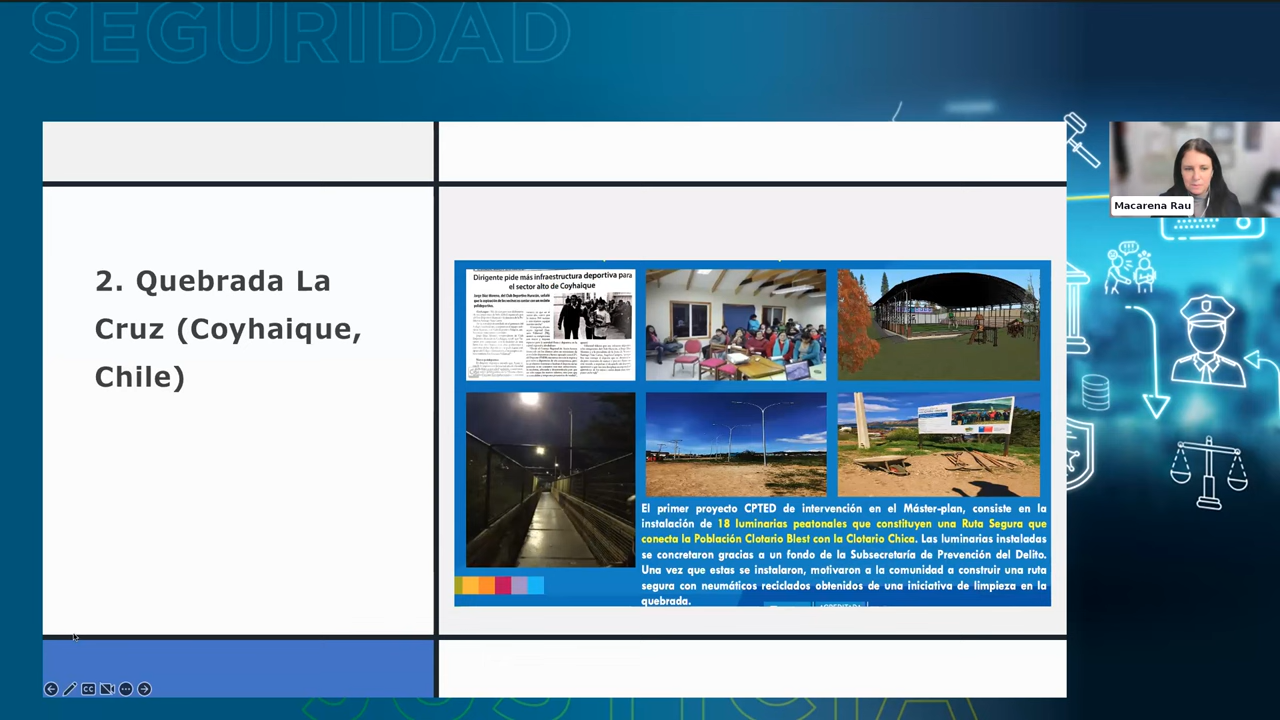 SEGURIDAD
Macarena Rau
2. Quebrada La
Cruz (Coyhaique,
Chile)
Dirigente pide más infraestructura deportiva para
el sector alto de Coyhaique
El primer proyecto CPTED de intervención en el Máster-plan, consiste en la
instalación de 18 luminarias peatonales que constituyen una Ruta Segura que
conecta la Población Clotario Blest con la Clotario Chica. Las luminarias instaladas
se concretaron gracias a un fondo de la Subsecretaría de Prevención del Delito.
Una vez que estas se instalaron, motivaron a la comunidad a construir una ruta
segura con neumáticos reciclados obtenidos de una iniciativa de limpieza en la
quebrada.
CC
JUSTICIA